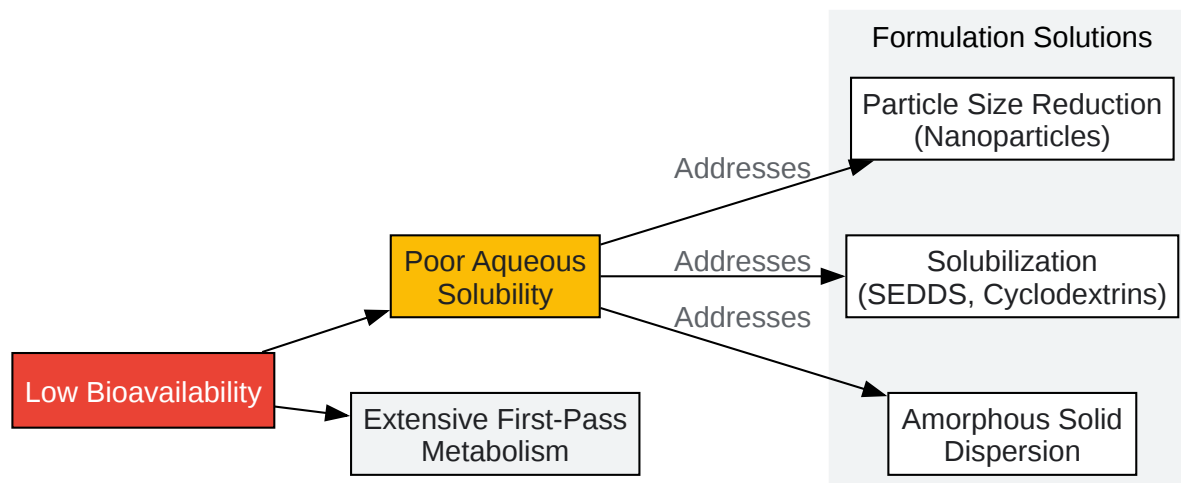 Formulation Solutions
Particle Size Reduction
(Nanoparticles)
Addresses
Poor Aqueous
Solubility
Addresses
Solubilization
(SEDDS, Cyclodextrins)
Addresses
Low Bioavailability
Extensive First-Pass
Metabolism
Amorphous Solid
Dispersion